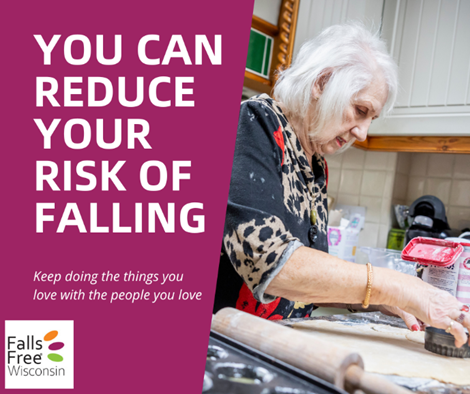 YOU CAN
REDUCE
YOUR
RISK OF
FALLING
Keep doing the things you
love with the people you love
Falls
Free
Wisconsin